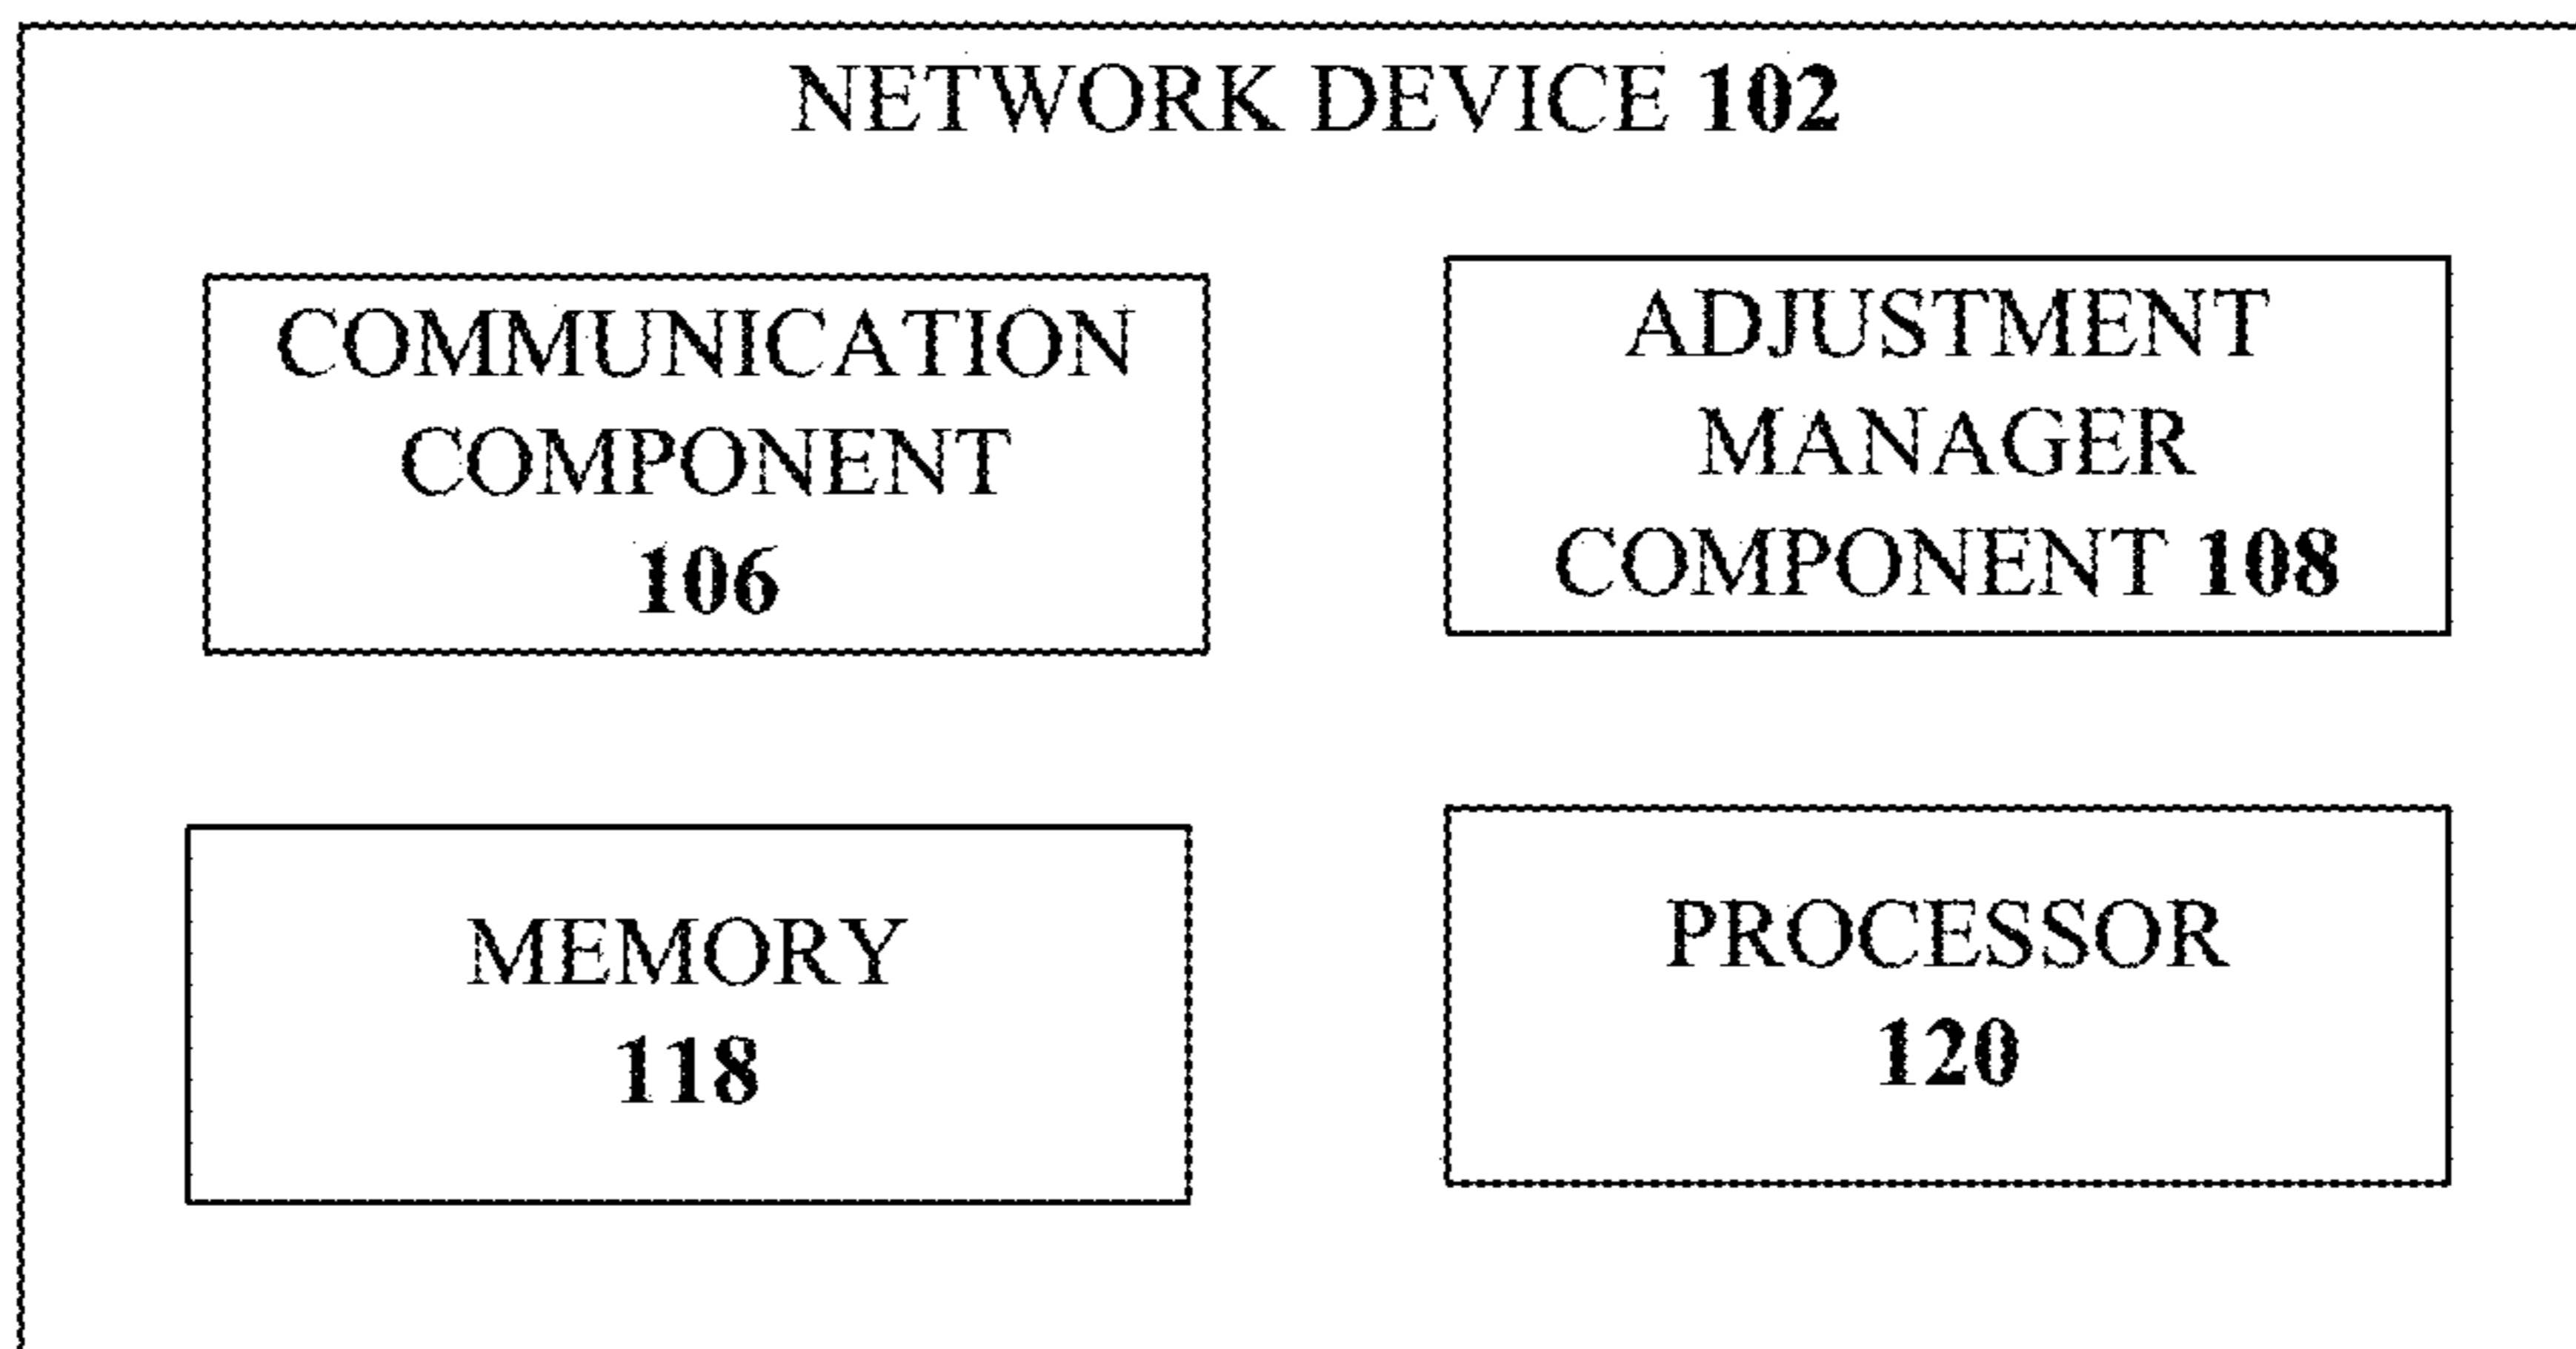 NETWORK DEVICE 102
COMMUNICATION
COMPONENT
106
ADJUSTMENT
MANAGER
COMPONENT 108
MEMORY
118
PROCESSOR
120